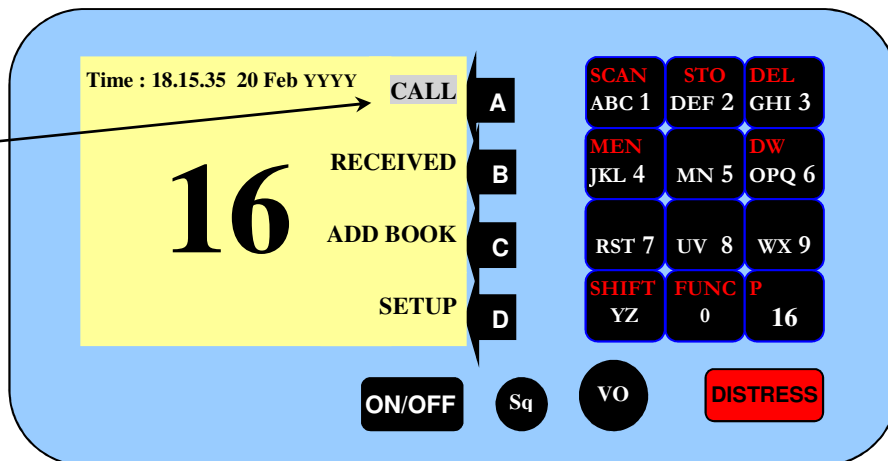 Time : 18.15.35 20 Feb YYYY
CALL
A
RECEIVED
B
16
ADD BOOK
C
SETUP
D
SCAN STO DEL
ABC 1 DEF 2 GHI 3
MEN DW
JKL 4 MN 5 OPQ 6
RST 7 UV 8 WX 9
SHIFT FUNC P
YZ 0 16
ON/OFF Sq VO DISTRESS